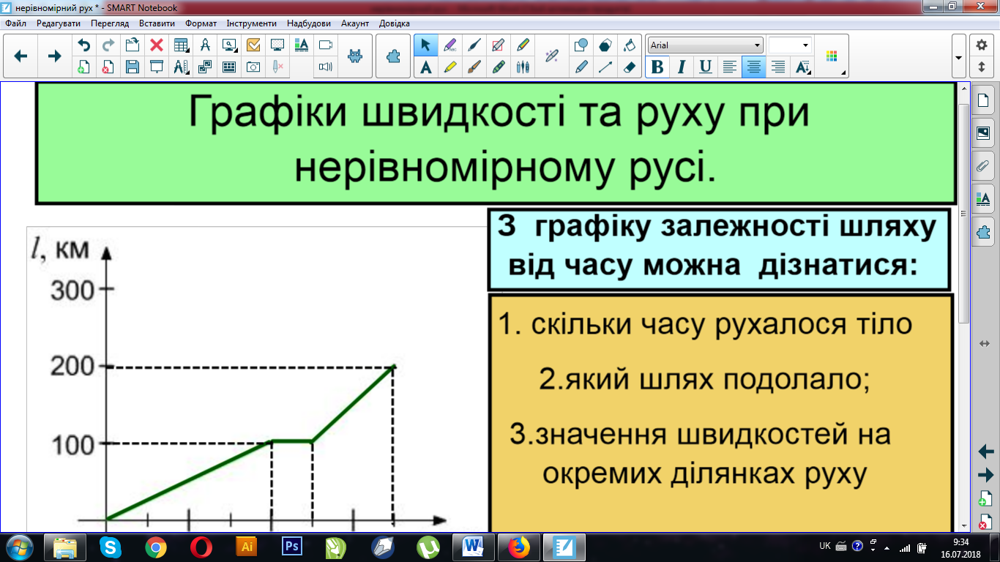 нерівномірний рух * - SMART Notebook
Файл Редагувати Перегляд Вставити Формат Інструменти Надбудови Акаунт Довідка
Arial
B I U
Графіки швидкості та руху при
нерівномірному русі.
З графіку залежності шляху
від часу можна дізнатися:
l, км
300
200
100
1. скільки часу рухалося тіло
2.який шлях подолало;
3.значення швидкостей на
окремих ділянках руху
UK
9:34
16.07.2018